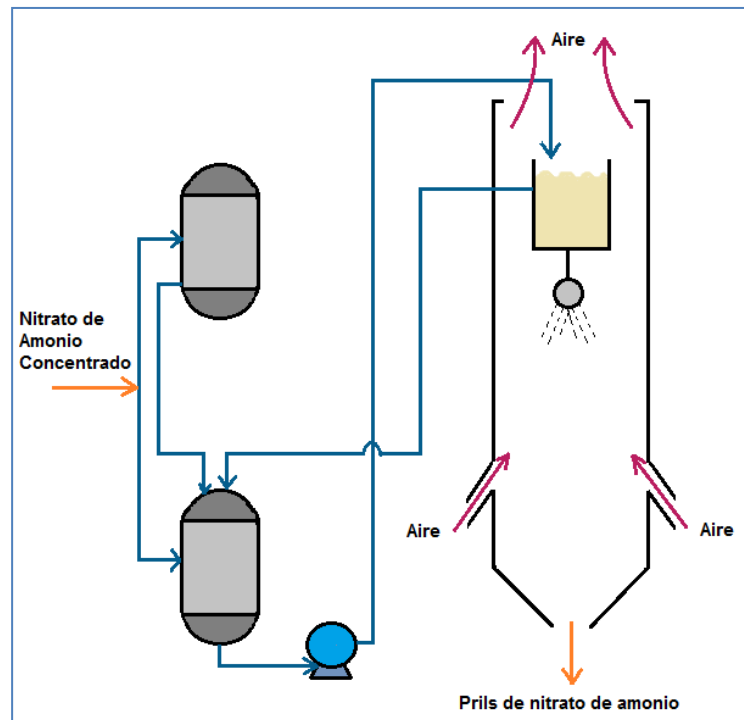 Aire
Nitrato de
Amonio
Concentrado
Aire
Aire
Prils de nitrato de amonio